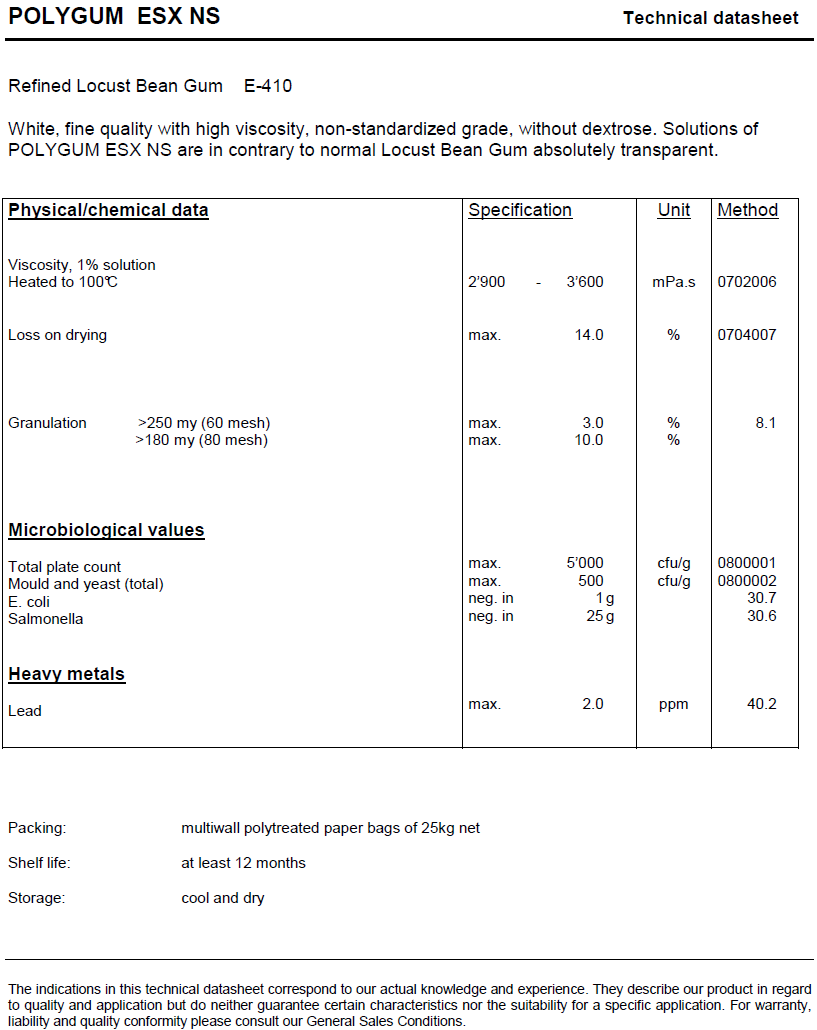 POLYGUM ESX NS Technical datasheet
Refined Locust Bean Gum E-410
White, fine quality with high viscosity, non-standardized grade, without dextrose. Solutions of
POLYGUM ESX NS are in contrary to normal Locust Bean Gum absolutely transparent.
Physical/chemical data Specification Unit Method
Viscosity, 1% solution
Heated to 100°C 2'900 - 3'600 mPa.s 0702006
Loss on drying max. 14.0 % 0704007
Granulation >250 my (60 mesh) max. 3.0 % 8.1
>180 my (80 mesh) max. 10.0 %
Microbiological values
Total plate count max. 5'000 cfu/g 0800001
Mould and yeast (total) max. 500 cfu/g 0800002
E. coli neg. in 1 g 30.7
Salmonella neg. in 25 g 30.6
Heavy metals
Lead max. 2.0 ppm 40.2
Packing: multiwall polytreated paper bags of 25kg net
Shelf life: at least 12 months
Storage: cool and dry
The indications in this technical datasheet correspond to our actual knowledge and experience. They describe our product in regard
to quality and application but do neither guarantee certain characteristics nor the suitability for a specific application. For warranty,
liability and quality conformity please consult our General Sales Conditions.